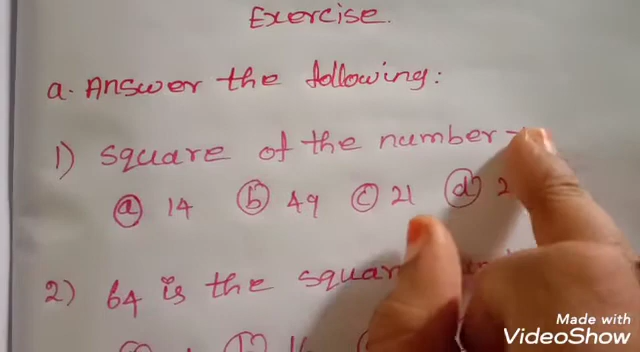 Exercise.
a. Answer the following:
1) square of the number
ⓐ 14 ⓑ 49 ⓒ 21 ⓓ 2
2) 64 is the square
Made with
VideoShow